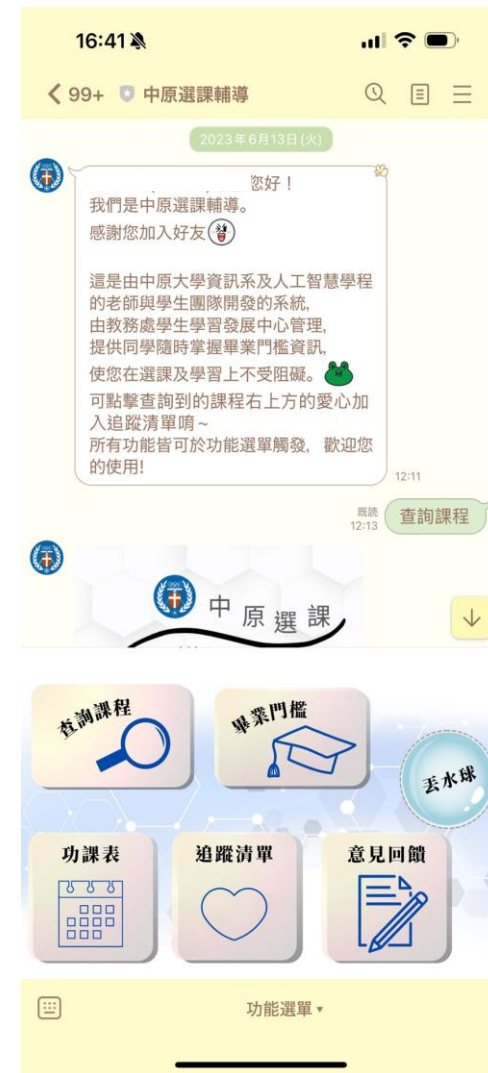 16:41
99+ 中原選課輔導
2023年6月13日(火)
您好！
我們是中原選課輔導。
感謝您加入好友
這是由中原大學資訊系及人工智慧學程
的老師與學生團隊開發的系統,
由教務處學生學習發展中心管理,
提供同學隨時掌握畢業門檻資訊,
使您在選課及學習上不受阻礙。
可點擊查詢到的課程右上方的愛心加
入追蹤清單唷~
所有功能皆可於功能選單觸發，歡迎您
的使用!
12:11
既読
12:13
查詢課程
中原選課
查詢課程
畢業門檻
丟水球
功課表
追蹤清單
意見回饋
功能選單▾